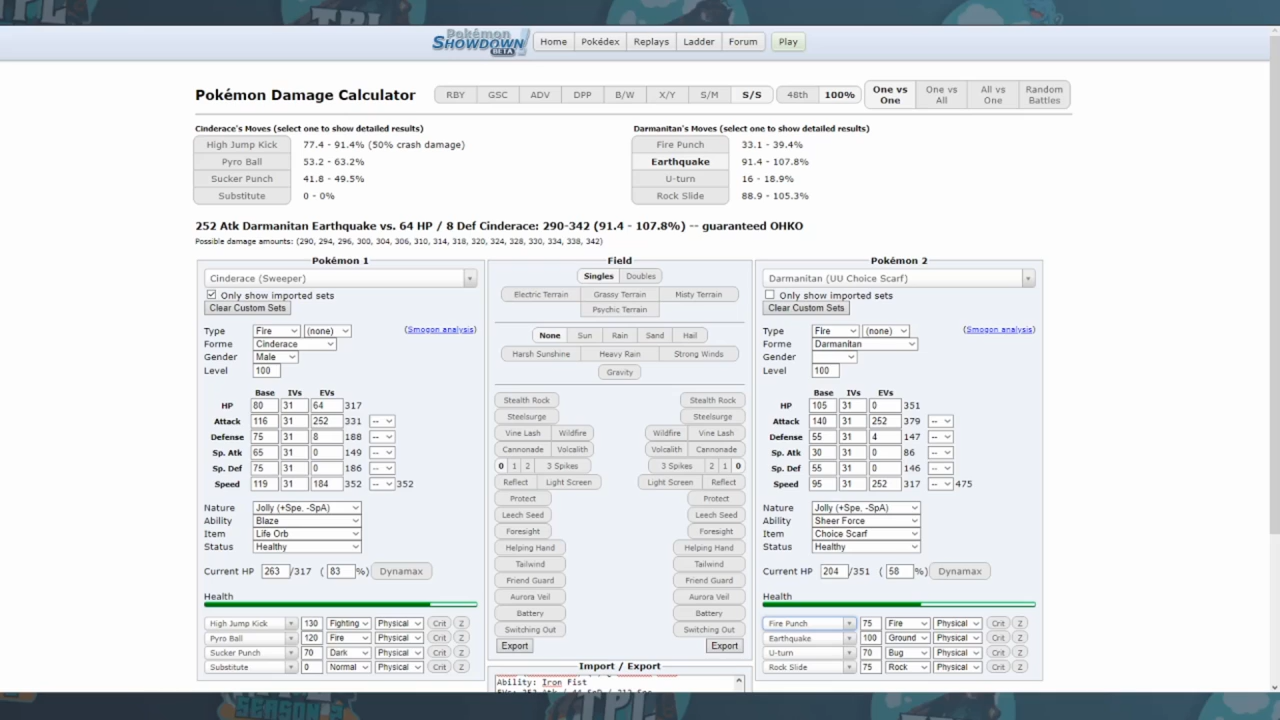 TPL
TPL
TPL
Pokémon
SHOWDOWN!
BETA
Home Pokédex Replays Ladder Forum Play
Pokémon Damage Calculator RBY GSC ADV DPP B/W X/Y S/M S/S 48th 100% One vs One One vs All All vs One Random Battles
Cinderace's Moves (select one to show detailed results) Darmanitan's Moves (select one to show detailed results)
High Jump Kick 77.4 - 91.4% (50% crash damage) Fire Punch 33.1 - 39.4%
Pyro Ball 53.2 - 63.2% Earthquake 91.4 - 107.8%
Sucker Punch 41.8 - 49.5% U-turn 16 - 18.9%
Substitute 0 - 0% Rock Slide 88.9 - 105.3%
252 Atk Darmanitan Earthquake vs. 64 HP / 8 Def Cinderace: 290-342 (91.4 - 107.8%) -- guaranteed OHKO
Possible damage amounts: (290, 294, 296, 300, 304, 306, 310, 314, 318, 320, 324, 328, 330, 334, 338, 342)
Pokémon 1
Cinderace (Sweeper)
Only show imported sets
Clear Custom Sets
Type Fire (none) (Smogon analysis)
Forme Cinderace
Gender Male
Level 100
Base IVs EVs
HP 80 31 64 317
Attack 116 31 252 331 --
Defense 75 31 8 188 --
Sp. Atk 65 31 0 149 --
Sp. Def 75 31 0 186 --
Speed 119 31 184 352 -- 352
Nature Jolly (+Spe, -SpA)
Ability Blaze
Item Life Orb
Status Healthy
Current HP 263 /317 ( 83 %) Dynamax
Health
High Jump Kick 130 Fighting Physical Crit Z
Pyro Ball 120 Fire Physical Crit Z
Sucker Punch 70 Dark Physical Crit Z
Substitute 0 Normal Physical Crit Z
Field
Singles Doubles
Electric Terrain Grassy Terrain Misty Terrain
Psychic Terrain
None Sun Rain Sand Hail
Harsh Sunshine Heavy Rain Strong Winds
Gravity
Stealth Rock Stealth Rock
Steelsurge Steelsurge
Vine Lash Wildfire Wildfire Vine Lash
Cannonade Volcalith Volcalith Cannonade
0 1 2 3 Spikes 3 Spikes 2 1 0
Reflect Light Screen Light Screen Reflect
Protect Protect
Leech Seed Leech Seed
Foresight Foresight
Helping Hand Helping Hand
Tailwind Tailwind
Friend Guard Friend Guard
Aurora Veil Aurora Veil
Battery Battery
Switching Out Switching Out
Export Export
Import / Export
Ability: Iron Fist
Pokémon 2
Darmanitan (UU Choice Scarf)
Only show imported sets
Clear Custom Sets
Type Fire (none) (Smogon analysis)
Forme Darmanitan
Gender
Level 100
Base IVs EVs
HP 105 31 0 351
Attack 140 31 252 379 --
Defense 55 31 4 147 --
Sp. Atk 30 31 0 86 --
Sp. Def 55 31 0 146 --
Speed 95 31 252 317 -- 475
Nature Jolly (+Spe, -SpA)
Ability Sheer Force
Item Choice Scarf
Status Healthy
Current HP 204 /351 ( 58 %) Dynamax
Health
Fire Punch 75 Fire Physical Crit Z
Earthquake 100 Ground Physical Crit Z
U-turn 70 Bug Physical Crit Z
Rock Slide 75 Rock Physical Crit Z
SEASON
TPL
TPL